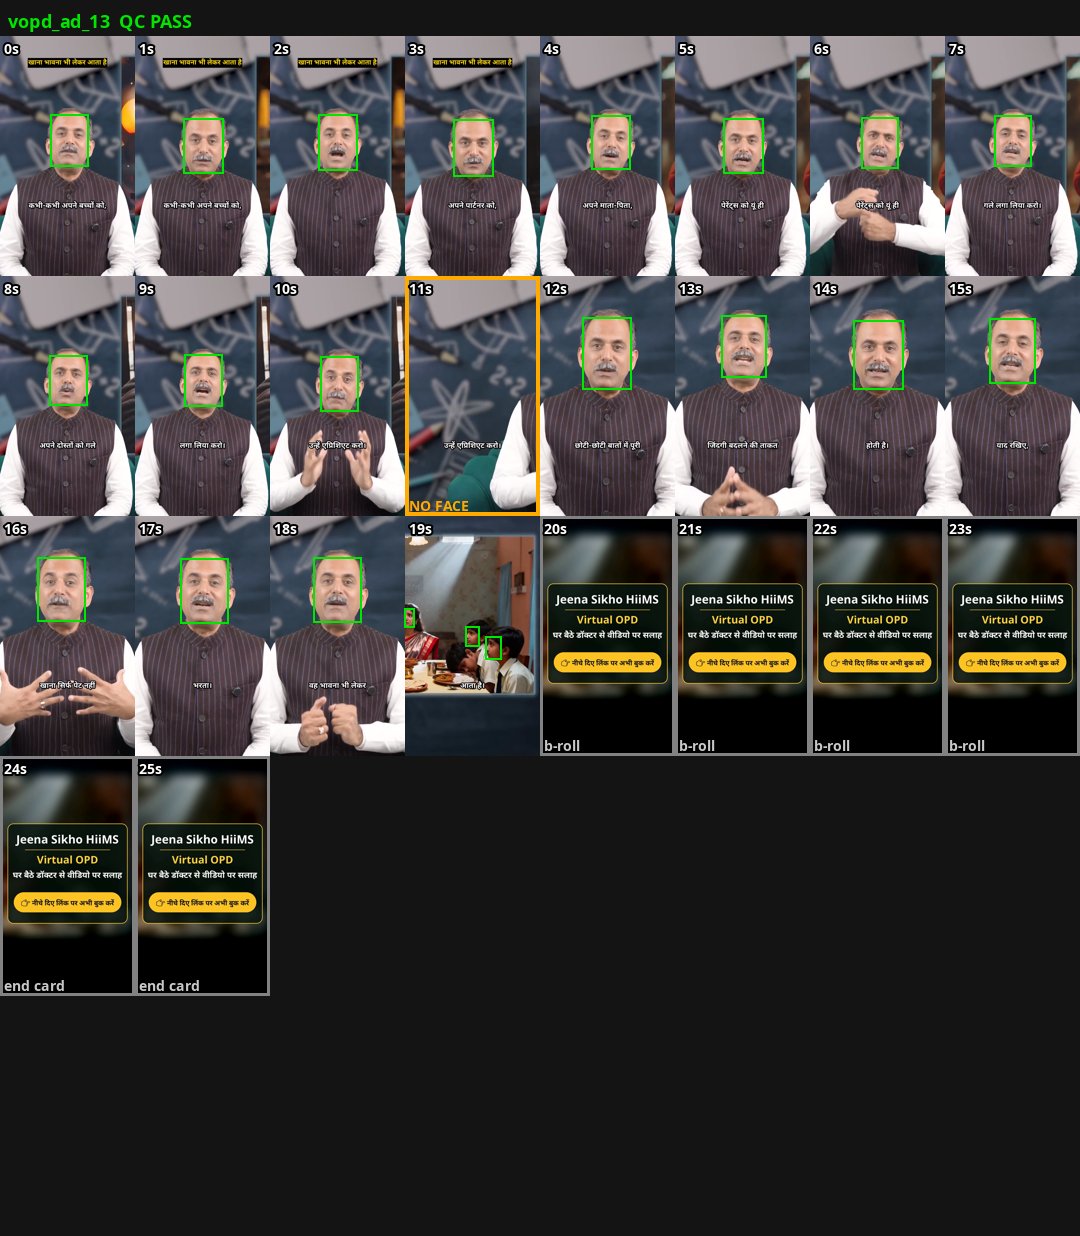 vopd_ad_13 QC PASS
0s
खाना भावना भी लेकर आता है
कभी-कभी अपने बच्चों को,
1s
खाना भावना भी लेकर आता है
कभी-कभी अपने बच्चों को,
2s
खाना भावना भी लेकर आता है
3s
खाना भावना भी लेकर आता है
अपने पार्टनर को,
4s
अपने माता-पिता,
5s
पेरेंट्स को यूं ही
6s
पेरेंट्स को यूं ही
7s
गले लगा लिया करो।
8s
अपने दोस्तों को गले
9s
लगा लिया करो।
10s
उन्हें एप्रिशिएट करो।
11s
उन्हें एप्रिशिएट करो।
NO FACE
12s
छोटी-छोटी बातों में पूरी
13s
जिंदगी बदलने की ताकत
14s
होती है।
15s
याद रखिए,
16s
खाना सिर्फ पेट नहीं
17s
भरता।
18s
वह भावना भी लेकर
19s
आता है।
20s
Jeena Sikho HiiMS
Virtual OPD
घर बैठे डॉक्टर से वीडियो पर सलाह
नीचे दिए लिंक पर अभी बुक करें
b-roll
21s
Jeena Sikho HiiMS
Virtual OPD
घर बैठे डॉक्टर से वीडियो पर सलाह
नीचे दिए लिंक पर अभी बुक करें
b-roll
22s
Jeena Sikho HiiMS
Virtual OPD
घर बैठे डॉक्टर से वीडियो पर सलाह
नीचे दिए लिंक पर अभी बुक करें
b-roll
23s
Jeena Sikho HiiMS
Virtual OPD
घर बैठे डॉक्टर से वीडियो पर सलाह
नीचे दिए लिंक पर अभी बुक करें
b-roll
24s
Jeena Sikho HiiMS
Virtual OPD
घर बैठे डॉक्टर से वीडियो पर सलाह
नीचे दिए लिंक पर अभी बुक करें
end card
25s
Jeena Sikho HiiMS
Virtual OPD
घर बैठे डॉक्टर से वीडियो पर सलाह
नीचे दिए लिंक पर अभी बुक करें
end card